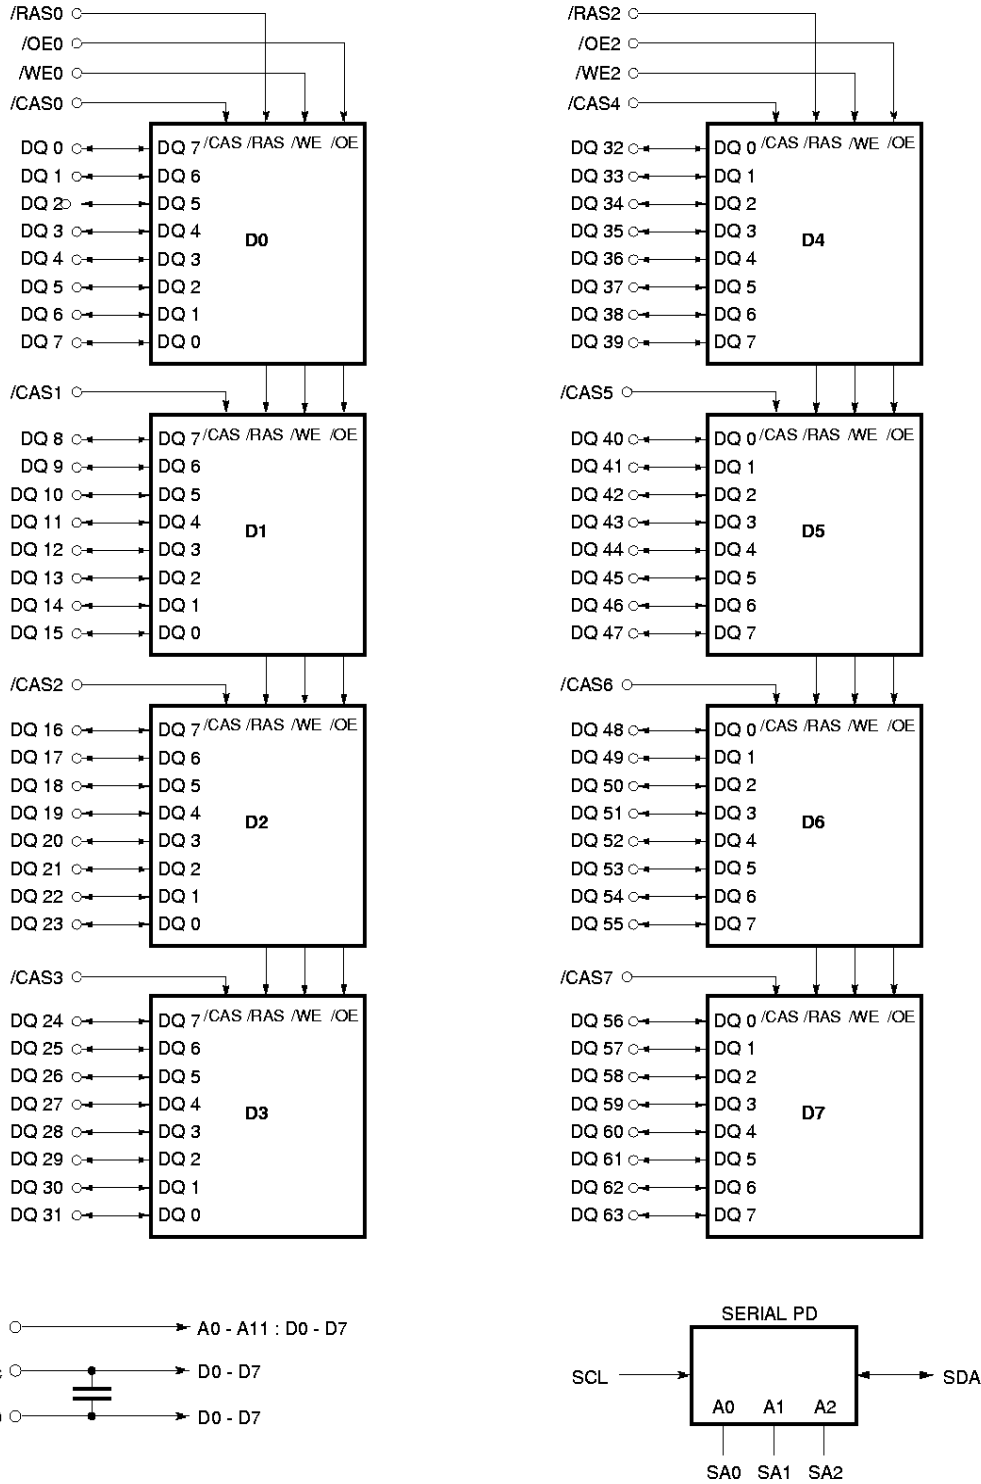 /RAS0
/OE0
/WE0
/CAS0
DQ 0 DQ 7 /CAS /RAS /WE /OE
DQ 1 DQ 6
DQ 2 DQ 5
DQ 3 DQ 4
D0
DQ 4 DQ 3
DQ 5 DQ 2
DQ 6 DQ 1
DQ 7 DQ 0
/CAS1
DQ 8 DQ 7 /CAS /RAS /WE /OE
DQ 9 DQ 6
DQ 10 DQ 5
DQ 11 DQ 4
D1
DQ 12 DQ 3
DQ 13 DQ 2
DQ 14 DQ 1
DQ 15 DQ 0
/CAS2
DQ 16 DQ 7 /CAS /RAS /WE /OE
DQ 17 DQ 6
DQ 18 DQ 5
DQ 19 DQ 4
D2
DQ 20 DQ 3
DQ 21 DQ 2
DQ 22 DQ 1
DQ 23 DQ 0
/CAS3
DQ 24 DQ 7 /CAS /RAS /WE /OE
DQ 25 DQ 6
DQ 26 DQ 5
DQ 27 DQ 4
D3
DQ 28 DQ 3
DQ 29 DQ 2
DQ 30 DQ 1
DQ 31 DQ 0
/RAS2
/OE2
/WE2
/CAS4
DQ 32 DQ 0 /CAS /RAS /WE /OE
DQ 33 DQ 1
DQ 34 DQ 2
DQ 35 DQ 3
D4
DQ 36 DQ 4
DQ 37 DQ 5
DQ 38 DQ 6
DQ 39 DQ 7
/CAS5
DQ 40 DQ 0 /CAS /RAS /WE /OE
DQ 41 DQ 1
DQ 42 DQ 2
DQ 43 DQ 3
D5
DQ 44 DQ 4
DQ 45 DQ 5
DQ 46 DQ 6
DQ 47 DQ 7
/CAS6
DQ 48 DQ 0 /CAS /RAS /WE /OE
DQ 49 DQ 1
DQ 50 DQ 2
DQ 51 DQ 3
D6
DQ 52 DQ 4
DQ 53 DQ 5
DQ 54 DQ 6
DQ 55 DQ 7
/CAS7
DQ 56 DQ 0 /CAS /RAS /WE /OE
DQ 57 DQ 1
DQ 58 DQ 2
DQ 59 DQ 3
D7
DQ 60 DQ 4
DQ 61 DQ 5
DQ 62 DQ 6
DQ 63 DQ 7
A0 - A11 : D0 - D7
D0 - D7
D0 - D7
SERIAL PD
SCL SDA
A0 A1 A2
SA0 SA1 SA2